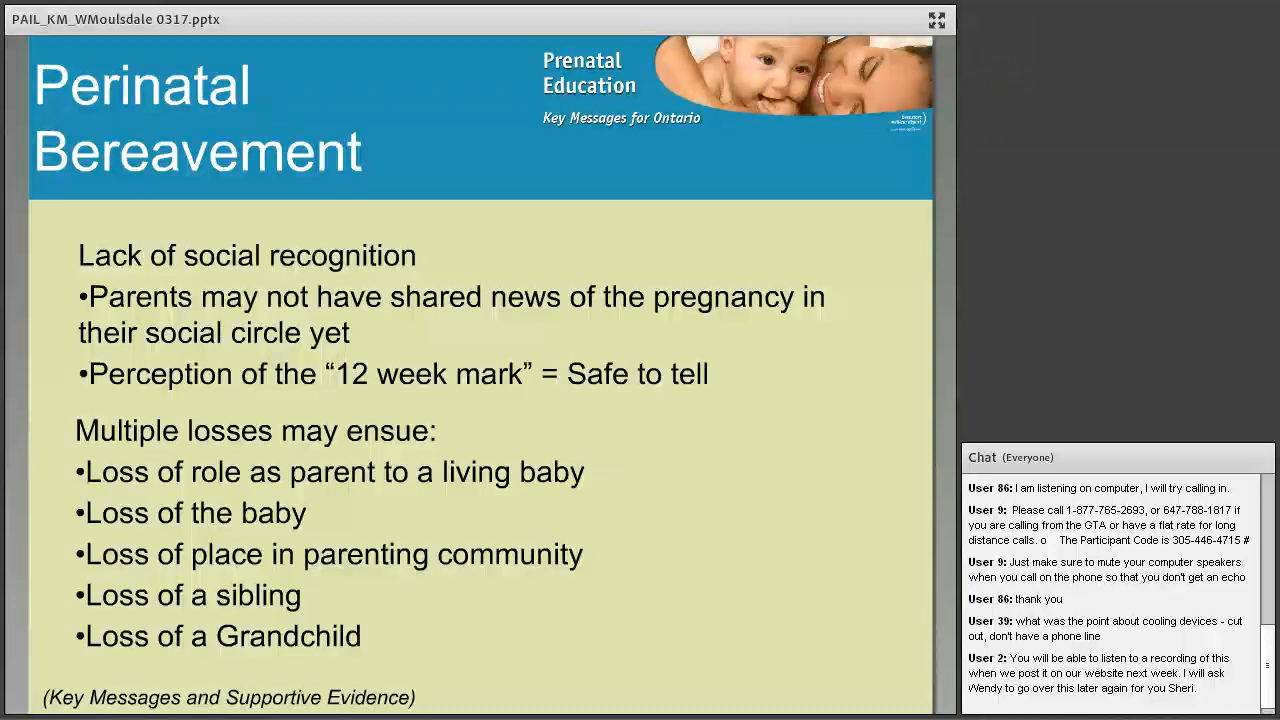 PAIL_KM_WMoulsdale 0317.pptx
Perinatal
Bereavement
Prenatal
Education
Key Messages for Ontario
Lack of social recognition
•Parents may not have shared news of the pregnancy in
their social circle yet
•Perception of the “12 week mark” = Safe to tell
Multiple losses may ensue:
•Loss of role as parent to a living baby
•Loss of the baby
•Loss of place in parenting community
•Loss of a sibling
•Loss of a Grandchild
(Key Messages and Supportive Evidence)
Chat (Everyone)
User 86: I am listening on computer, I will try calling in.
User 9: Please call 1-877-765-2693, or 647-788-1817 if
you are calling from the GTA or have a flat rate for long
distance calls. o The Participant Code is 305-446-4715 #
User 9: Just make sure to mute your computer speakers
when you call on the phone so that you don't get an echo
User 86: thank you
User 39: what was the point about cooling devices - cut
out, don't have a phone line
User 2: You will be able to listen to a recording of this
when we post it on our website next week. I will ask
Wendy to go over this later again for you Sheri.